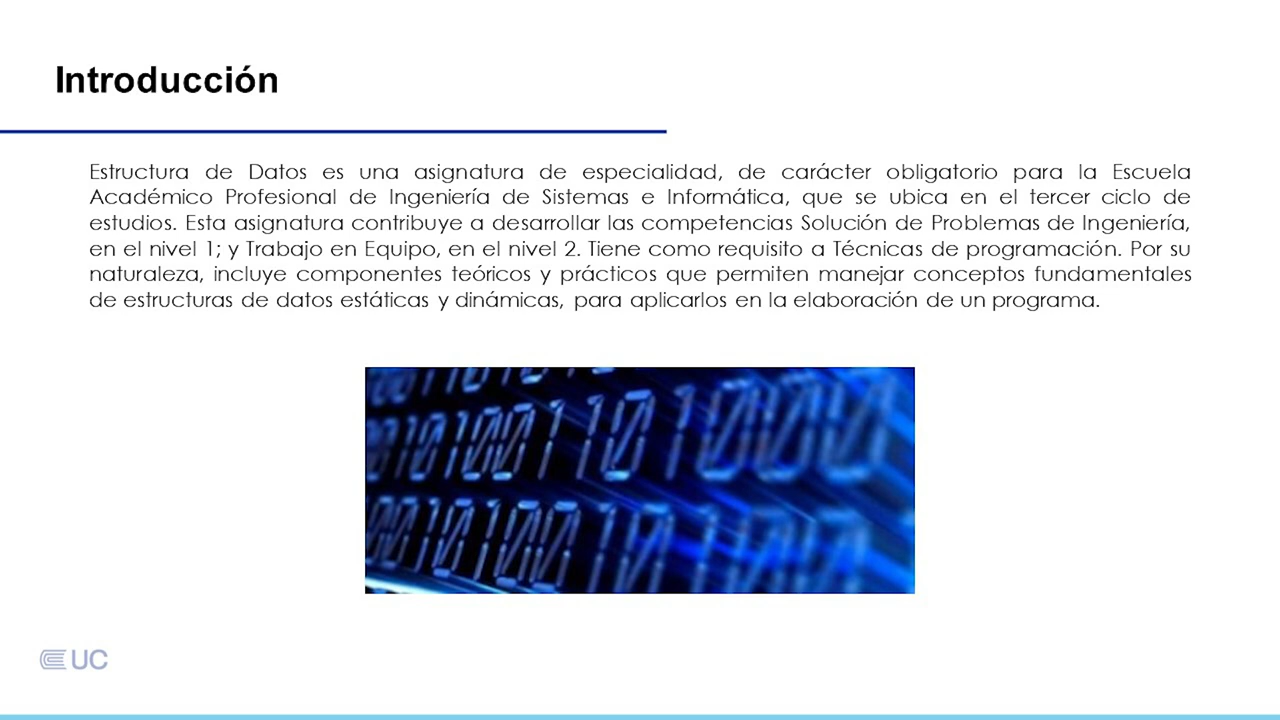 Introducción
Estructura de Datos es una asignatura de especialidad, de carácter obligatorio para la Escuela
Académico Profesional de Ingeniería de Sistemas e Informática, que se ubica en el tercer ciclo de
estudios. Esta asignatura contribuye a desarrollar las competencias Solución de Problemas de Ingeniería,
en el nivel 1; y Trabajo en Equipo, en el nivel 2. Tiene como requisito a Técnicas de programación. Por su
naturaleza, incluye componentes teóricos y prácticos que permiten manejar conceptos fundamentales
de estructuras de datos estáticas y dinámicas, para aplicarlos en la elaboración de un programa.
UC